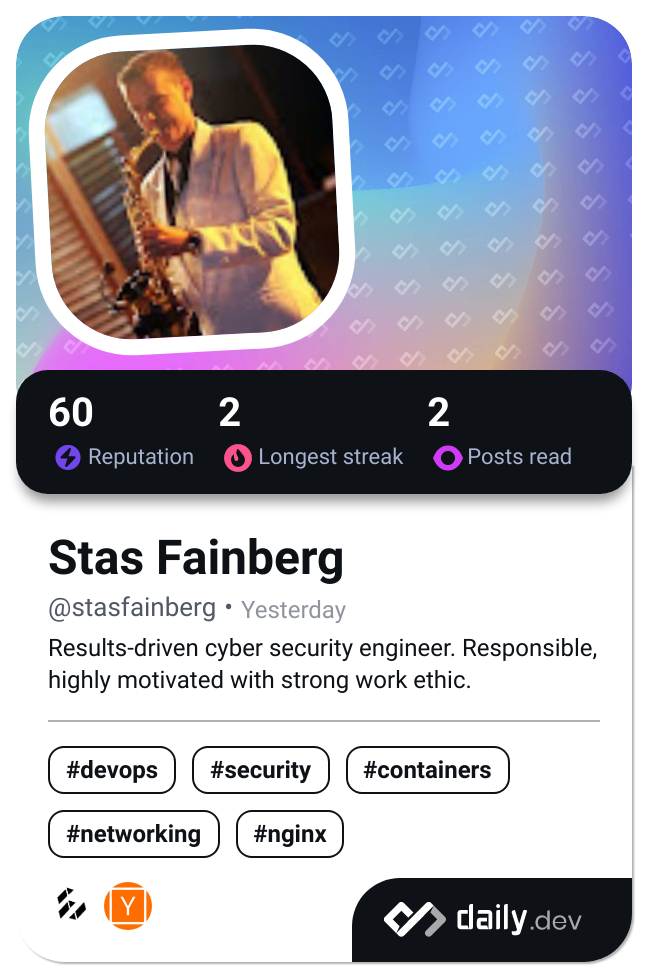 60 2 2
Reputation Longest streak Posts read
Stas Fainberg
@stasfainberg • Yesterday
Results-driven cyber security engineer. Responsible,
highly motivated with strong work ethic.
#devops #security #containers
#networking #nginx
Y
daily.dev